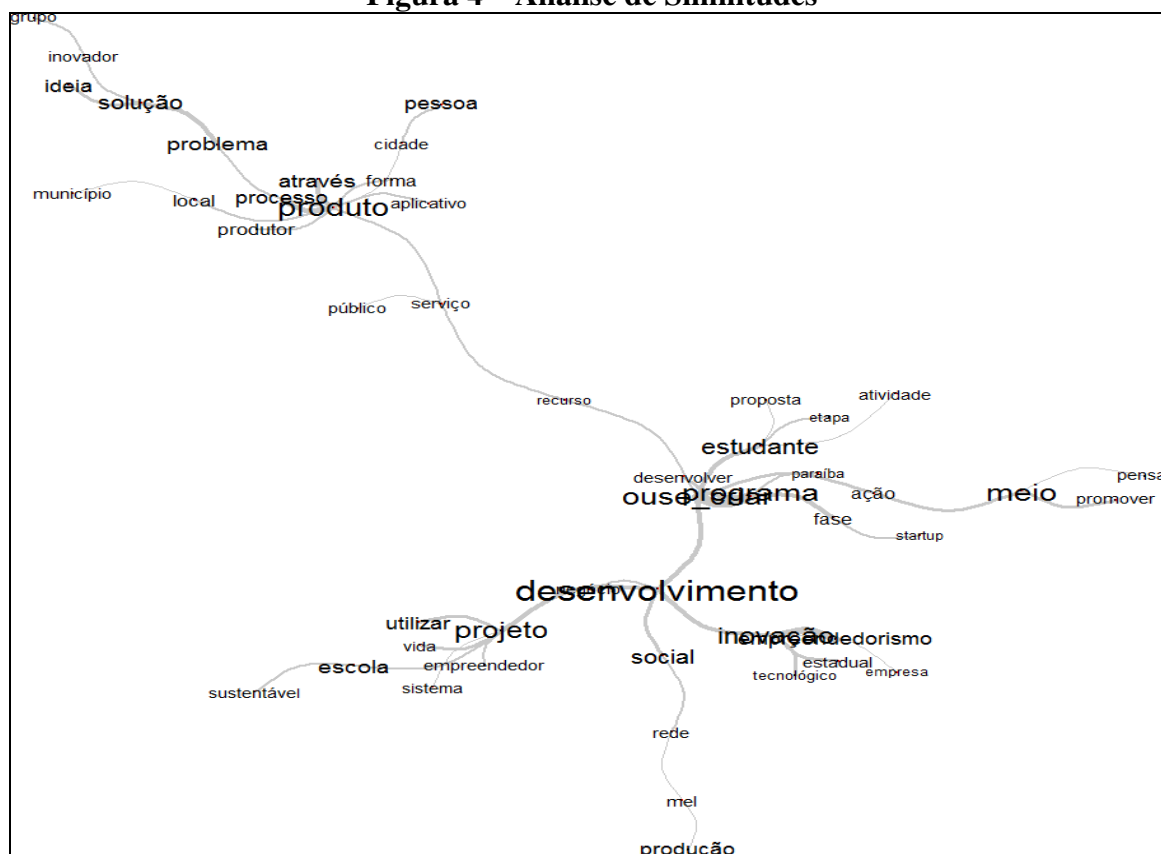 Figura 4 – Análise de Similitudes
grupo
inovador
ideia
solução
pessoa
problema
cidade
através
forma
município
local
processo
produto
aplicativo
produtor
público
serviço
recurso
proposta
atividade
etapa
estudante
desenvolver
paraíba
pensa
ouse_criar
programa
ação
meio
promover
fase
startup
negócio
desenvolvimento
utilizar
projeto
inovação
empreendedorismo
vida
social
escola
empreendedor
estadual
sustentável
sistema
tecnológico
empresa
rede
mel
produção